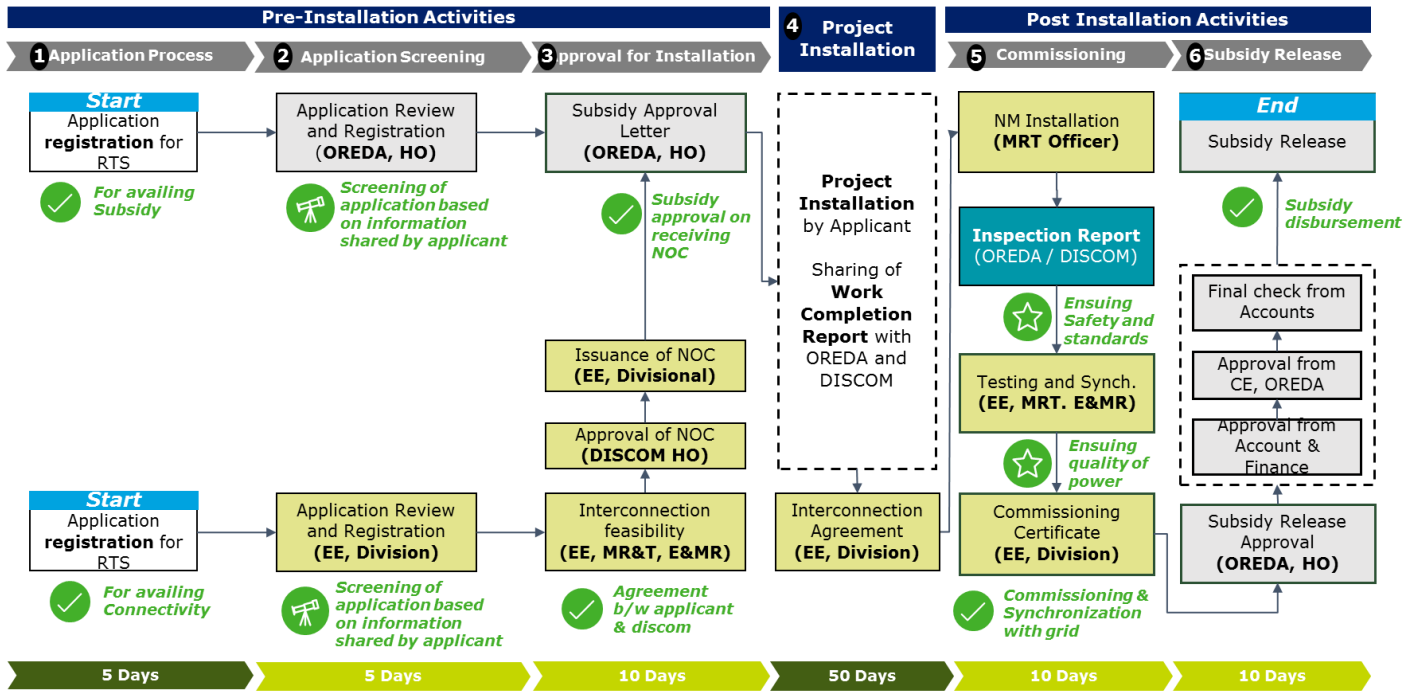 Pre-Installation Activities
4
Project
Installation
Post Installation Activities
1 Application Process
2 Application Screening
3 pproval for Installation
5 Commissioning
6 Subsidy Release
Start
Application
registration for
RTS
For availing
Subsidy
Application Review
and Registration
(OREDA, HO)
Screening of
application based
on information
shared by applicant
Subsidy Approval
Letter
(OREDA, HO)
Subsidy
approval on
receiving
NOC
Issuance of NOC
(EE, Divisional)
Approval of NOC
(DISCOM HO)
Start
Application
registration for
RTS
For availing
Connectivity
Application Review
and Registration
(EE, Division)
Screening of
application based
on information
shared by applicant
Interconnection
feasibility
(EE, MR&T, E&MR)
Agreement
b/w applicant
& discom
Project
Installation
by Applicant
Sharing of
Work
Completion
Report with
OREDA and
DISCOM
Interconnection
Agreement
(EE, Division)
NM Installation
(MRT Officer)
Inspection Report
(OREDA / DISCOM)
Ensuing
Safety and
standards
Testing and Synch.
(EE, MRT. E&MR)
Ensuing
quality of
power
Commissioning
Certificate
(EE, Division)
Commissioning &
Synchronization
with grid
End
Subsidy Release
Subsidy
disbursement
Final check from
Accounts
Approval from
CE, OREDA
Approval from
Account &
Finance
Subsidy Release
Approval
(OREDA, HO)
5 Days
5 Days
10 Days
50 Days
10 Days
10 Days